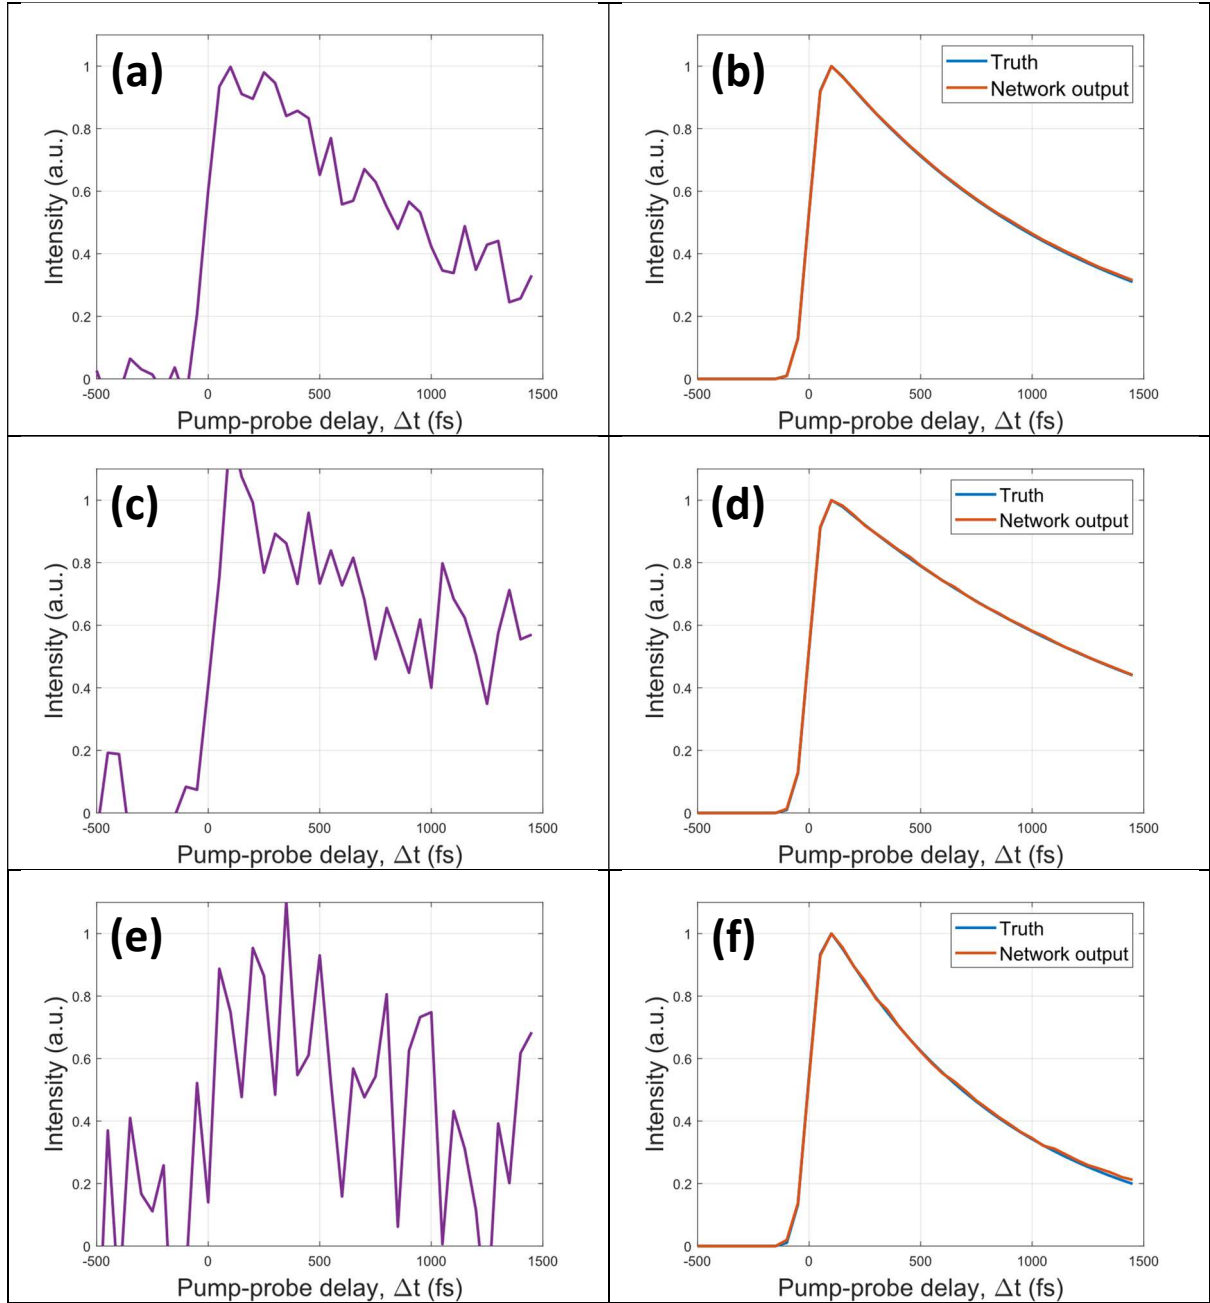 (a)
1
0.8
0.6
0.4
0.2
0
-500 0 500 1000 1500
Intensity (a.u.)
Pump-probe delay, Δt (fs)
(b)
Truth
Network output
1
0.8
0.6
0.4
0.2
0
-500 0 500 1000 1500
Intensity (a.u.)
Pump-probe delay, Δt (fs)
(c)
1
0.8
0.6
0.4
0.2
0
-500 0 500 1000 1500
Intensity (a.u.)
Pump-probe delay, Δt (fs)
(d)
Truth
Network output
1
0.8
0.6
0.4
0.2
0
-500 0 500 1000 1500
Intensity (a.u.)
Pump-probe delay, Δt (fs)
(e)
1
0.8
0.6
0.4
0.2
0
-500 0 500 1000 1500
Intensity (a.u.)
Pump-probe delay, Δt (fs)
(f)
Truth
Network output
1
0.8
0.6
0.4
0.2
0
-500 0 500 1000 1500
Intensity (a.u.)
Pump-probe delay, Δt (fs)